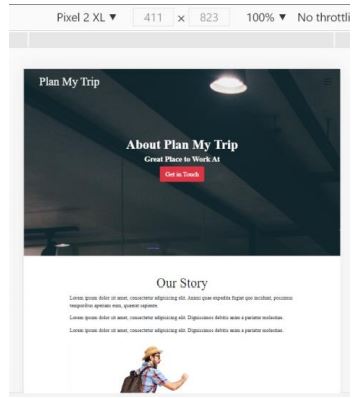 Pixel 2 XL ▼ 411 × 823 100% ▼ No throttli
Plan My Trip
About Plan My Trip
Great Place to Work At
Get in Touch
Our Story
Lorem ipsum dolor sit amet, consectetur adipisicing elit. Animi quae expedita fugiat quo incidunt, possimus
temporibus aperiam eum, quaerat sapiente.
Lorem ipsum dolor sit amet, consectetur adipisicing elit. Dignissimos debitis enim a pariatur molestiae.
Lorem ipsum dolor sit amet, consectetur adipisicing elit. Dignissimos debitis enim a pariatur molestiae.